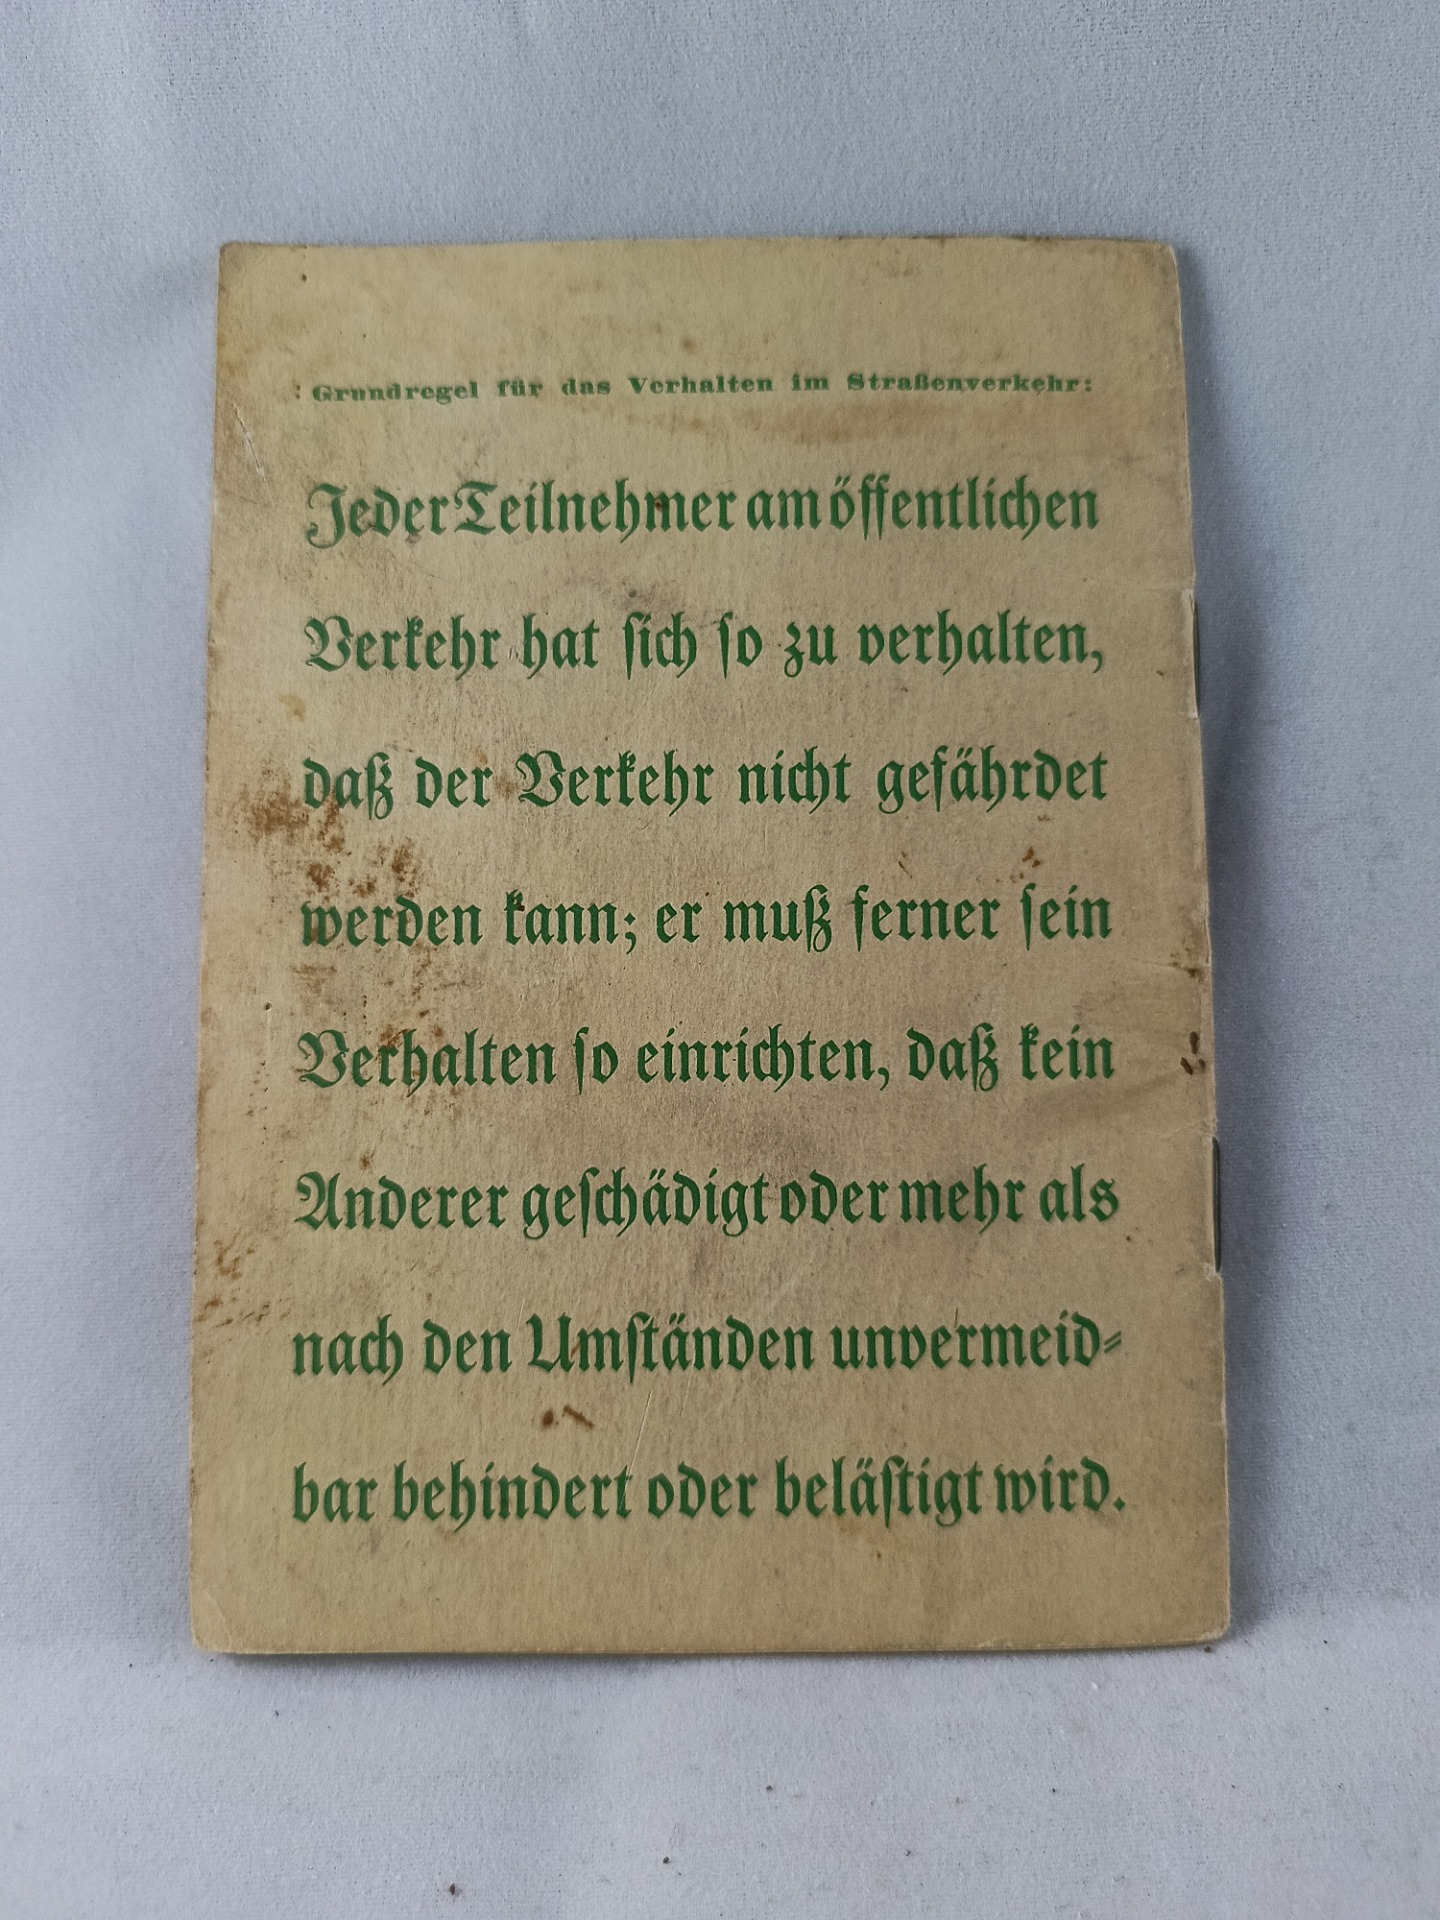 Grundregel für das Verhalten im Straßenverkehr:
Jeder Teilnehmer am öffentlichen
Verkehr hat ſich ſo zu verhalten,
daß der Verkehr nicht gefährdet
werden kann; er muß ferner ſein
Verhalten ſo einrichten, daß kein
Anderer geſchädigt oder mehr als
nach den Umſtänden unvermeid-
bar behindert oder beläſtigt wird.